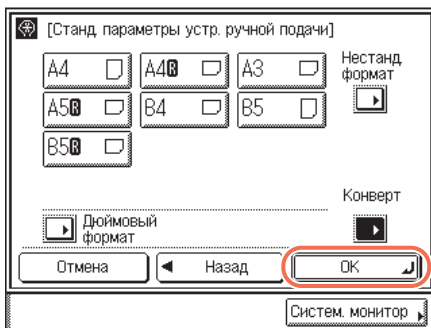 [Станд. параметры устр. ручной подачи]
A4 A4R A3
Нестанд.
формат
A5R B4 B5
B5R
Конверт
Дюймовый
формат
Отмена ◀ Назад OK
Систем. монитор